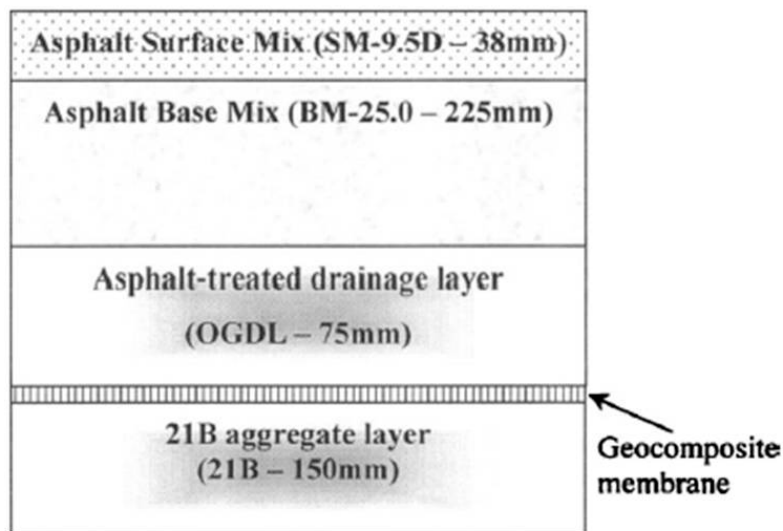 Asphalt Surface Mix (SM-9.5D – 38mm)
Asphalt Base Mix (BM-25.0 – 225mm)
Asphalt-treated drainage layer
(OGDL – 75mm)
21B aggregate layer
(21B – 150mm)
Geocomposite
membrane